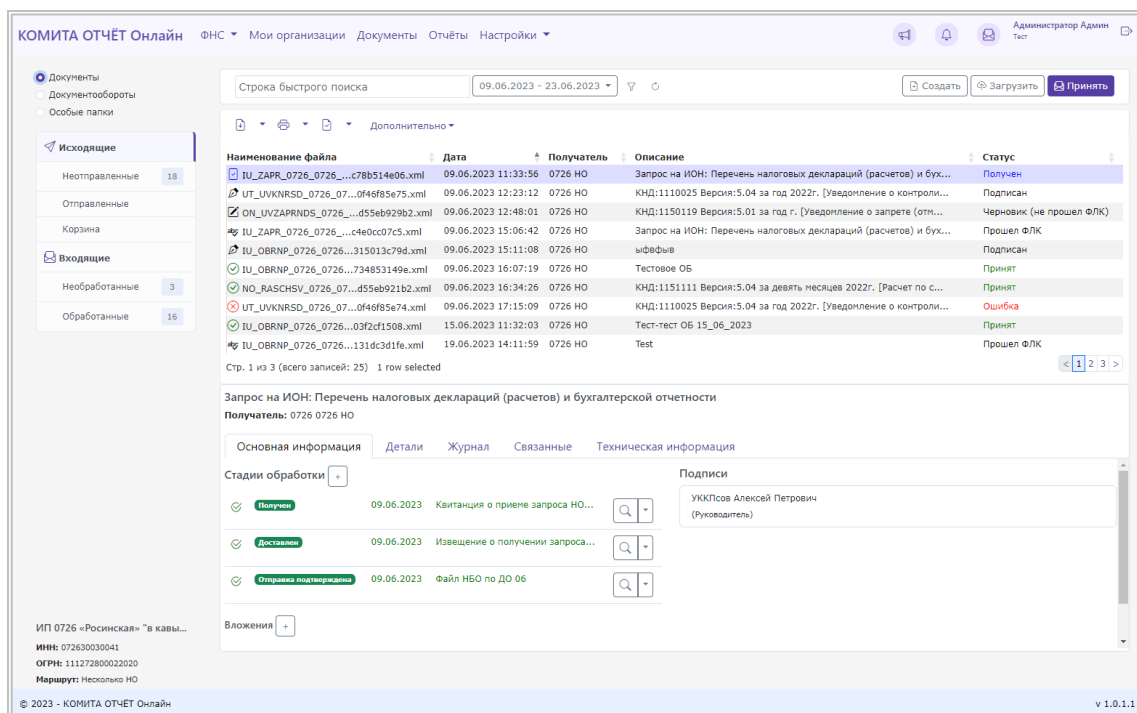 КОМИТА ОТЧЁТ Онлайн ФНС Мои организации Документы Отчёты Настройки Администратор Админ
Тест
Документы
Документообороты
Особые папки
Исходящие
Неотправленные 18
Отправленные
Корзина
Входящие
Необработанные 3
Обработанные 16
ИП 0726 «Росинская» "в кавы...
ИНН: 072630030041
ОГРН: 111272800022020
Маршрут: Несколько НО
Строка быстрого поиска 09.06.2023 - 23.06.2023 Создать Загрузить Принять
Дополнительно
Наименование файла Дата Получатель Описание Статус
IU_ZAPR_0726_0726_...c78b514e06.xml 09.06.2023 11:33:56 0726 НО Запрос на ИОН: Перечень налоговых деклараций (расчетов) и бух... Получен
UT_UVKNRSD_0726_07...0f46f85e75.xml 09.06.2023 12:23:12 0726 НО КНД:1110025 Версия:5.04 за год 2022г. [Уведомление о контроли... Подписан
ON_UVZAPRNDS_0726_...d55eb929b2.xml 09.06.2023 12:48:01 0726 НО КНД:1150119 Версия:5.01 за год г. [Уведомление о запрете (отм... Черновик (не прошел ФЛК)
IU_ZAPR_0726_0726_...c4e0cc07c5.xml 09.06.2023 15:06:42 0726 НО Запрос на ИОН: Перечень налоговых деклараций (расчетов) и бух... Прошел ФЛК
IU_OBRNP_0726_0726...315013c79d.xml 09.06.2023 15:11:08 0726 НО ыфвфыв Подписан
IU_OBRNP_0726_0726...734853149e.xml 09.06.2023 16:07:19 0726 НО Тестовое ОБ Принят
NO_RASCHSV_0726_07...d55eb921b2.xml 09.06.2023 16:34:26 0726 НО КНД:1151111 Версия:5.04 за девять месяцев 2022г. [Расчет по с... Принят
UT_UVKNRSD_0726_07...0f46f85e74.xml 09.06.2023 17:15:09 0726 НО КНД:1110025 Версия:5.04 за год 2022г. [Уведомление о контроли... Ошибка
IU_OBRNP_0726_0726...03f2cf1508.xml 15.06.2023 11:32:03 0726 НО Тест-тест ОБ 15_06_2023 Принят
IU_OBRNP_0726_0726...131dc3d1fe.xml 19.06.2023 14:11:59 0726 НО Test Прошел ФЛК
Стр. 1 из 3 (всего записей: 25) 1 row selected < 1 2 3 >
Запрос на ИОН: Перечень налоговых деклараций (расчетов) и бухгалтерской отчетности
Получатель: 0726 0726 НО
Основная информация Детали Журнал Связанные Техническая информация
Стадии обработки +
Получен 09.06.2023 Квитанция о приеме запроса НО...
Доставлен 09.06.2023 Извещение о получении запроса...
Отправка подтверждена 09.06.2023 Файл НБО по ДО 06
Вложения +
Подписи
УККПсов Алексей Петрович
(Руководитель)
© 2023 - КОМИТА ОТЧЁТ Онлайн v 1.0.1.1